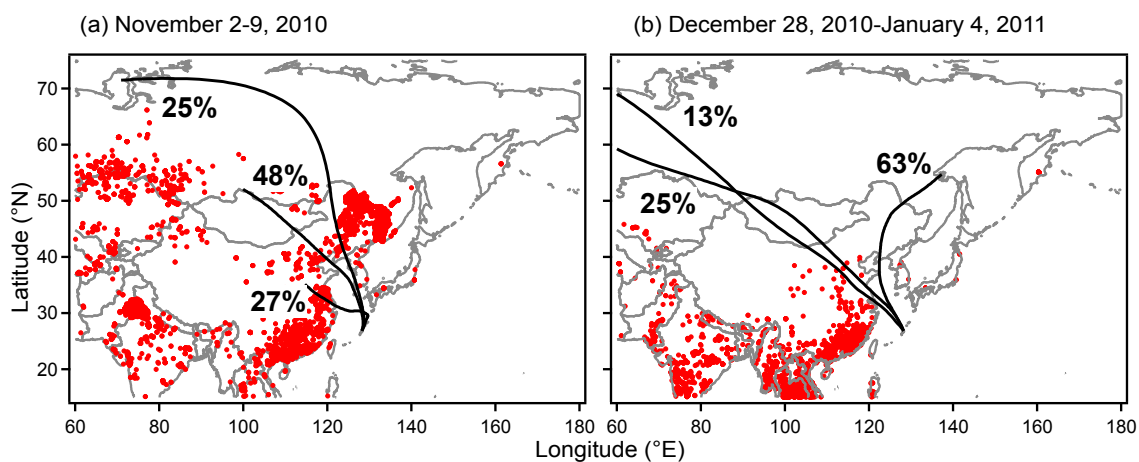 (a) November 2-9, 2010
(b) December 28, 2010-January 4, 2011
Latitude (°N)
70
60
50
40
30
20
25%
48%
27%
13%
63%
25%
60 80 100 120 140 160 180
60 80 100 120 140 160 180
Longitude (°E)